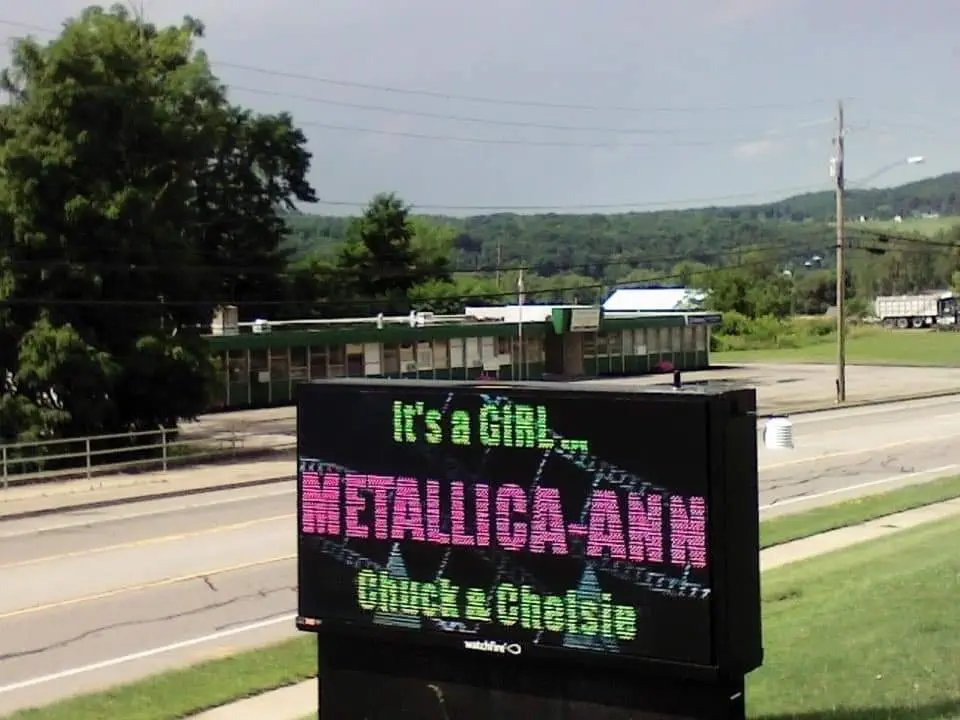 It's a GIRL...
METALLICA-ANN
Chuck & Chelsie
watchfire